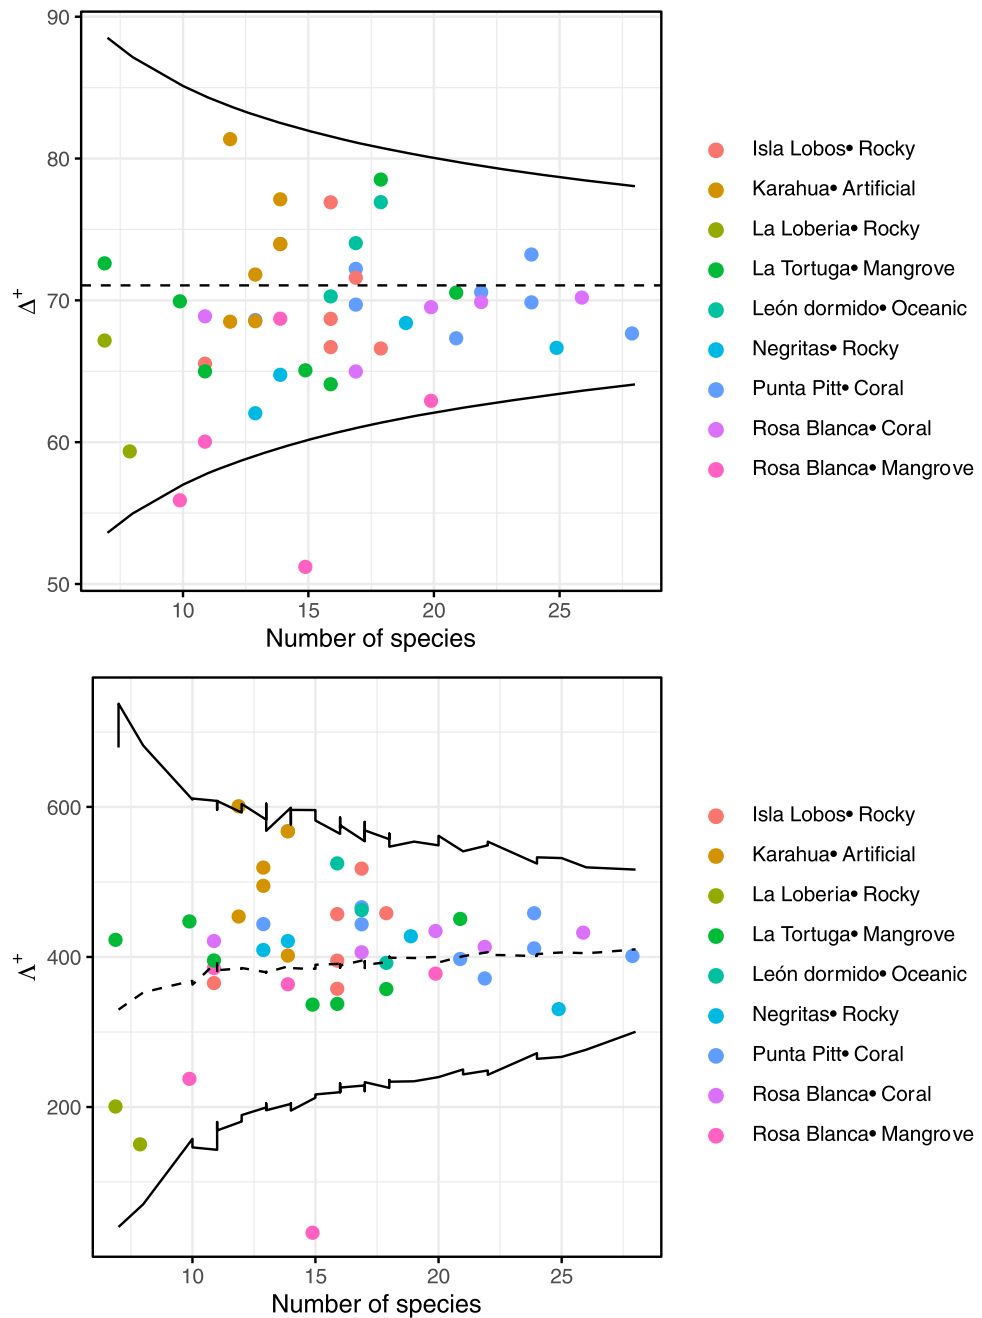 90
80
70
60
50
Δ+
10 15 20 25
Number of species
Isla Lobos• Rocky
Karahua• Artificial
La Loberia• Rocky
La Tortuga• Mangrove
León dormido• Oceanic
Negritas• Rocky
Punta Pitt• Coral
Rosa Blanca• Coral
Rosa Blanca• Mangrove
600
400
200
Λ+
10 15 20 25
Number of species
Isla Lobos• Rocky
Karahua• Artificial
La Loberia• Rocky
La Tortuga• Mangrove
León dormido• Oceanic
Negritas• Rocky
Punta Pitt• Coral
Rosa Blanca• Coral
Rosa Blanca• Mangrove